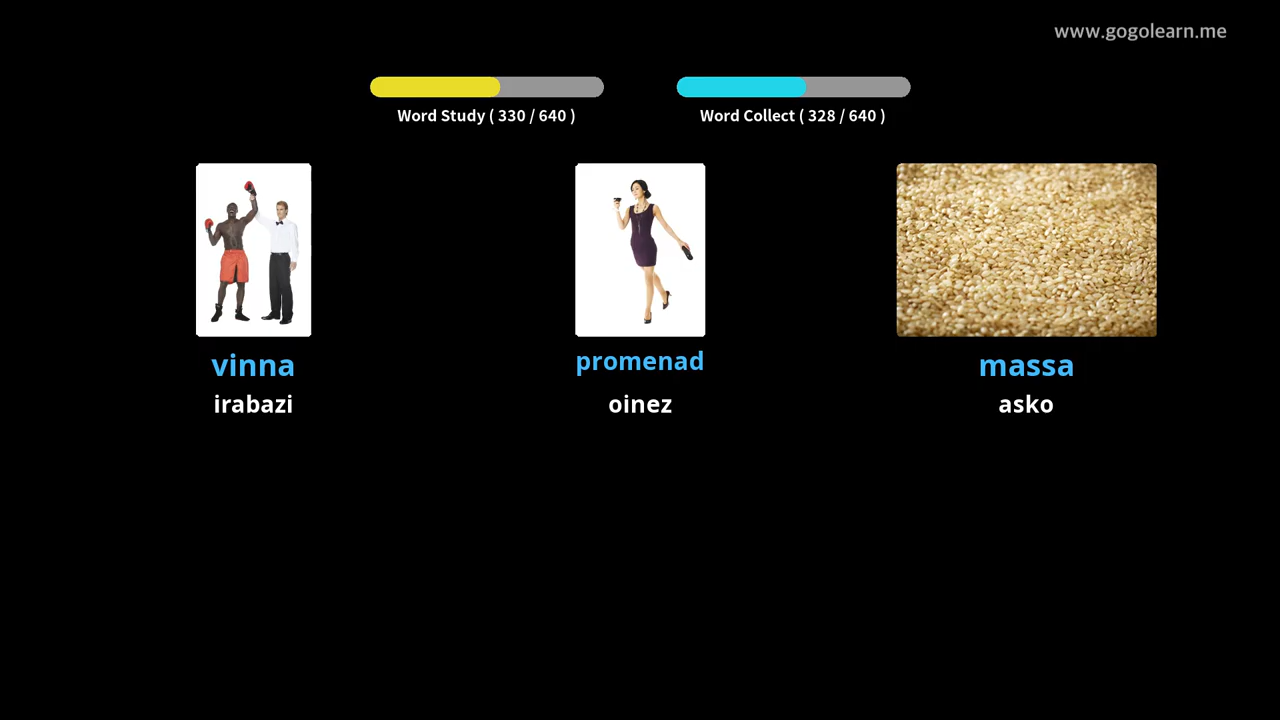 www.gogolearn.me
Word Study ( 330 / 640 )
Word Collect ( 328 / 640 )
vinna
promenad
massa
irabazi
oinez
asko